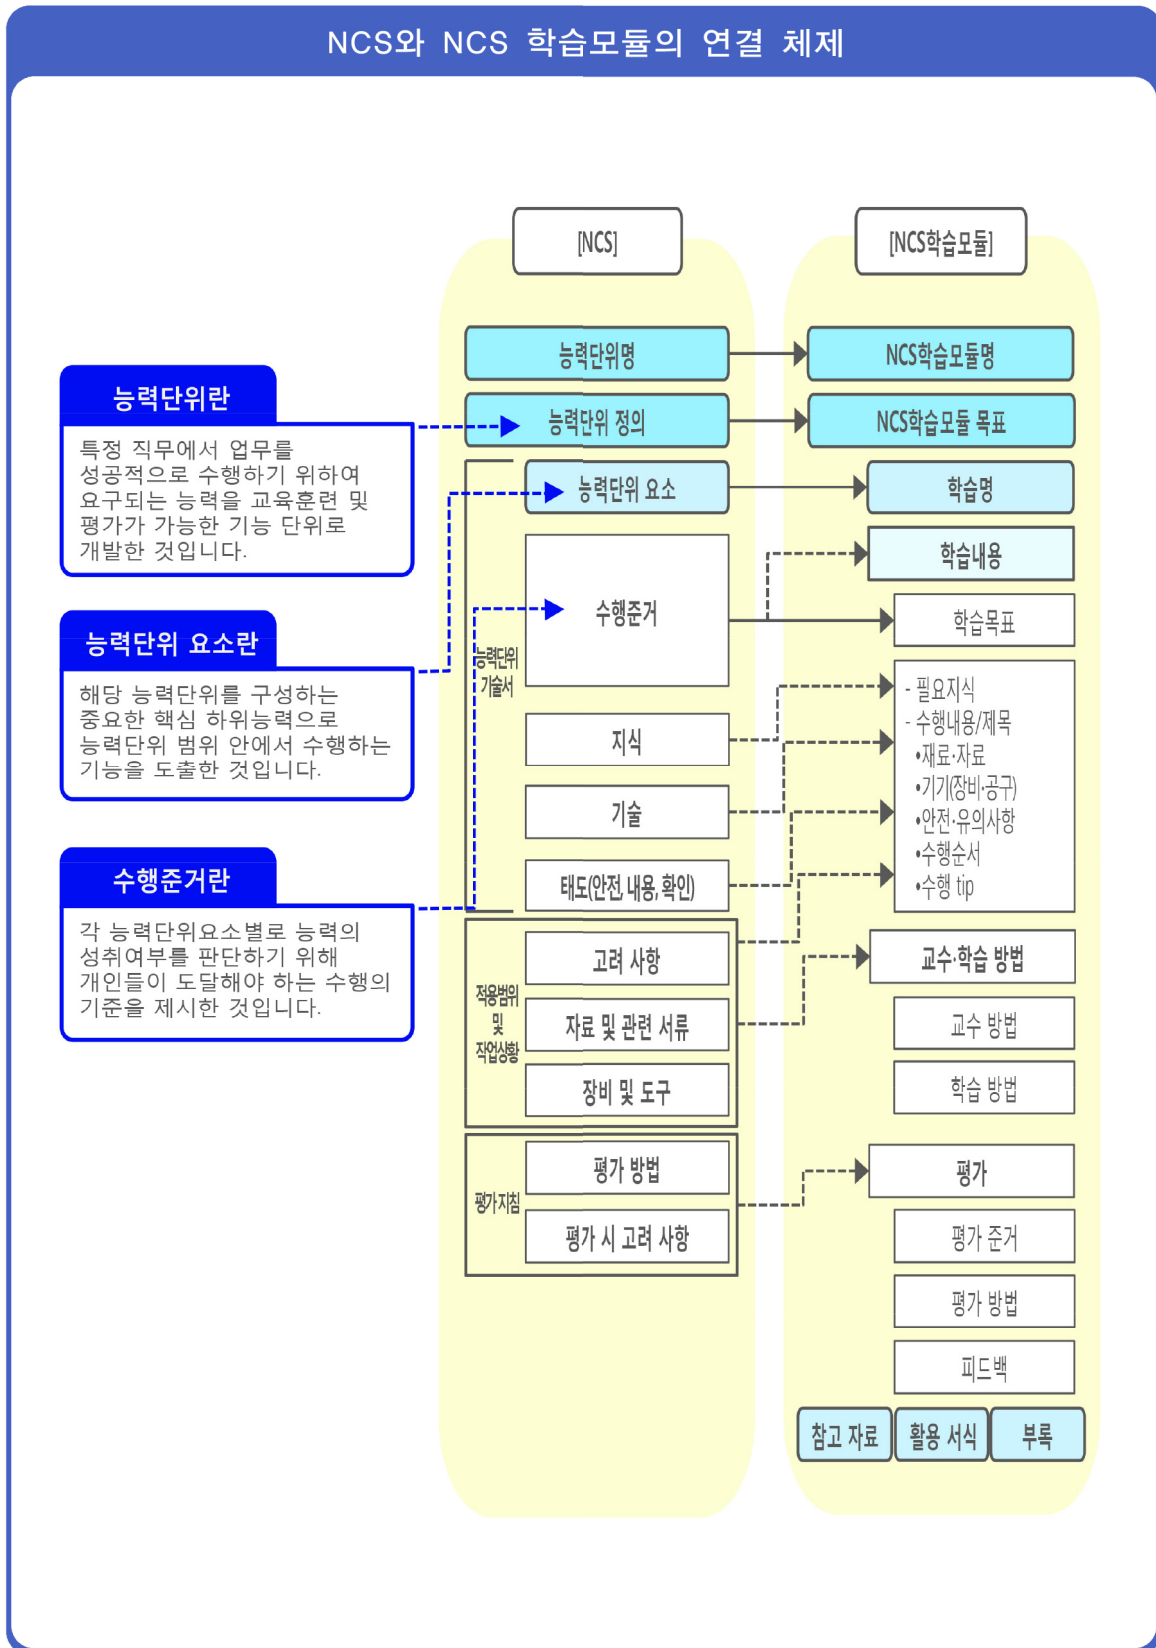 NCS와 NCS 학습모듈의 연결 체제
능력단위란
특정 직무에서 업무를
성공적으로 수행하기 위하여
요구되는 능력을 교육훈련 및
평가가 가능한 기능 단위로
개발한 것입니다.
능력단위 요소란
해당 능력단위를 구성하는
중요한 핵심 하위능력으로
능력단위 범위 안에서 수행하는
기능을 도출한 것입니다.
수행준거란
각 능력단위요소별로 능력의
성취여부를 판단하기 위해
개인들이 도달해야 하는 수행의
기준을 제시한 것입니다.
[NCS]
능력단위명
능력단위 정의
능력단위
기술서
능력단위 요소
수행준거
지식
기술
태도(안전, 내용, 확인)
적용범위
및
작업상황
고려 사항
자료 및 관련 서류
장비 및 도구
평가지침
평가 방법
평가 시 고려 사항
[NCS학습모듈]
NCS학습모듈명
NCS학습모듈 목표
학습명
학습내용
학습목표
- 필요지식
- 수행내용/제목
•재료·자료
•기기(장비·공구)
•안전·유의사항
•수행순서
•수행 tip
교수·학습 방법
교수 방법
학습 방법
평가
평가 준거
평가 방법
피드백
참고 자료
활용 서식
부록